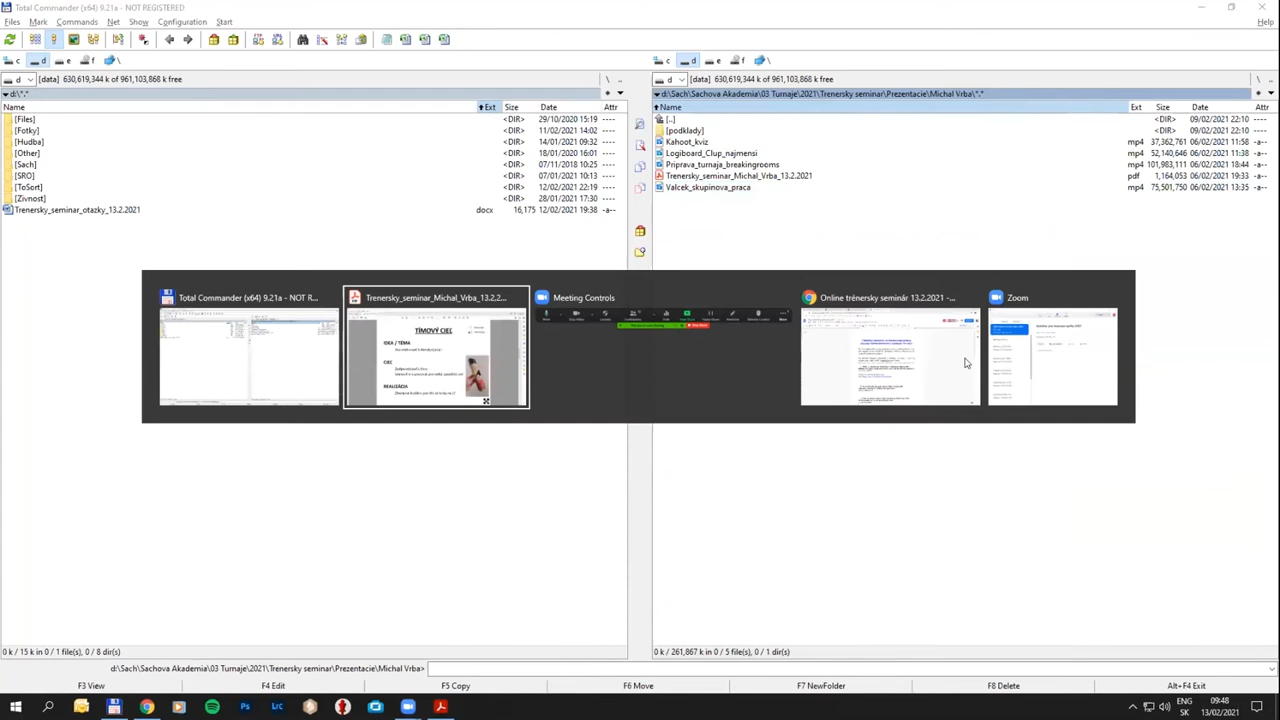 Total Commander (x64) 9.21a - NOT REGISTERED
Files Mark Commands Net Show Configuration Start Help
c d e f \ c d e f \
d [data] 630,619,344 k of 961,103,868 k free \ .. d [data] 630,619,344 k of 961,103,868 k free \ ..
d:\*.* d:\Sach\Sachova Akademia\03 Turnaje\2021\Trenersky seminar\Prezentacie\Michal Vrba\*.*
Name Ext Size Date Attr Name Ext Size Date Attr
[Files] <DIR> 29/10/2020 15:19 ---- [..] <DIR> 09/02/2021 22:10 ----
[Fotky] <DIR> 11/02/2021 14:02 ---- [podklady] <DIR> 09/02/2021 22:10 ----
[Hudba] <DIR> 14/01/2021 09:32 ---- Kahoot_kviz mp4 37,362,761 06/02/2021 11:58 -a--
[Other] <DIR> 18/01/2020 16:01 ---- Logiboard_Clup_najmensi mp4 52,140,646 06/02/2021 11:38 -a--
[Sach] <DIR> 07/11/2018 10:25 ---- Priprava_turnaja_breakingrooms mp4 101,983,111 06/02/2021 18:44 -a--
[SRO] <DIR> 07/01/2021 10:13 ---- Trenersky_seminar_Michal_Vrba_13.2.2021 pdf 1,164,053 09/02/2021 19:33 -a--
[ToSort] <DIR> 12/02/2021 22:19 ---- Valcek_skupinova_praca mp4 75,501,750 06/02/2021 13:35 -a--
[Zivnost] <DIR> 28/01/2021 17:30 ----
Trenersky_seminar_otazky_13.2.2021 docx 16,175 12/02/2021 19:38 -a--
Total Commander (x64) 9.21a - NOT R... Trenersky_seminar_Michal_Vrba_13.2.2... Meeting Controls Online trénersky seminár 13.2.2021 -... Zoom
TÍMOVÝ CIEĽ
IDEA / TÉMA
CIEĽ
REALIZÁCIA
0 k / 15 k in 0 / 1 file(s), 0 / 8 dir(s) 0 k / 261,867 k in 0 / 5 file(s), 0 / 1 dir(s)
d:\Sach\Sachova Akademia\03 Turnaje\2021\Trenersky seminar\Prezentacie\Michal Vrba>
F3 View F4 Edit F5 Copy F6 Move F7 NewFolder F8 Delete Alt+F4 Exit
Ps Lrc ENG 09:48
SK 13/02/2021